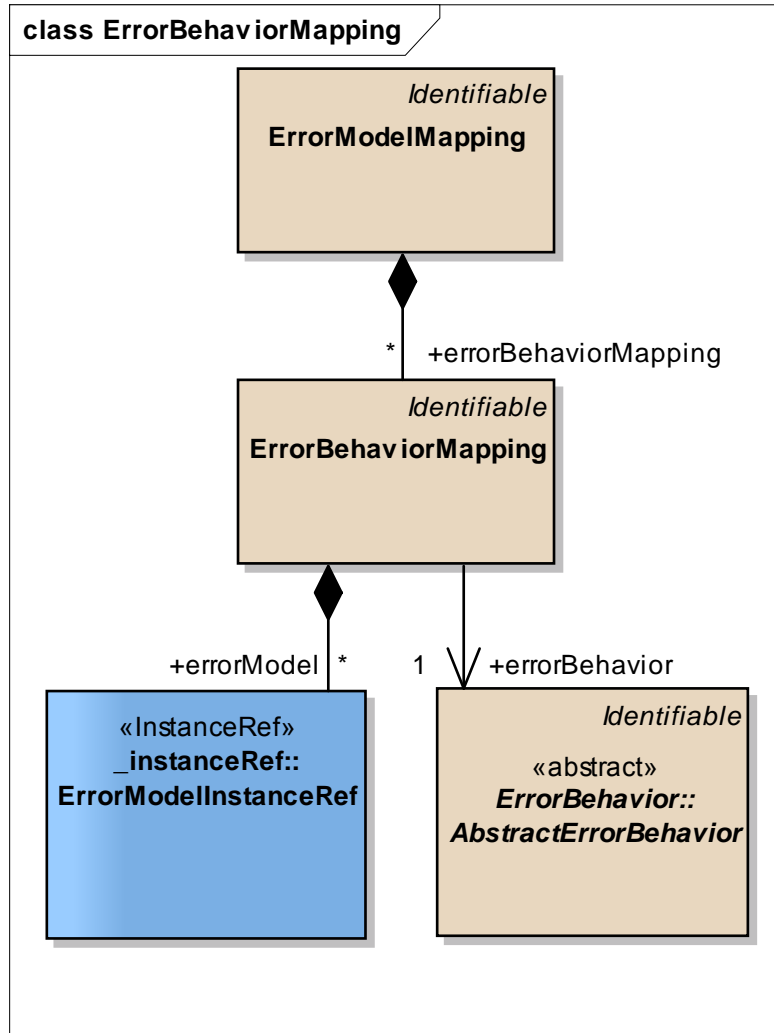 class ErrorBehaviorMapping
Identifiable
ErrorModelMapping
* +errorBehaviorMapping
Identifiable
ErrorBehaviorMapping
+errorModel * 1 +errorBehavior
«InstanceRef»
_instanceRef::
ErrorModelInstanceRef
Identifiable
«abstract»
ErrorBehavior::
AbstractErrorBehavior